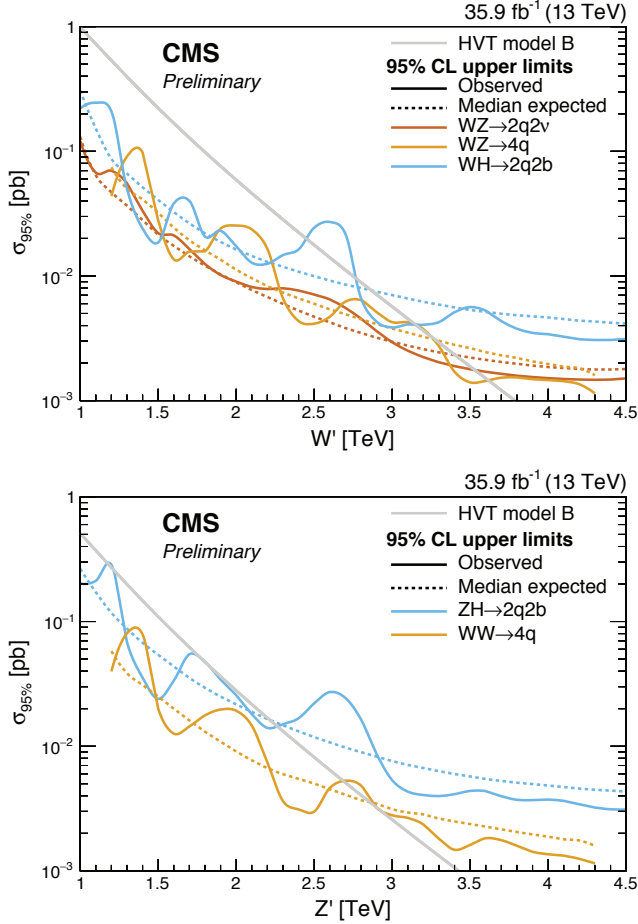 35.9 fb⁻¹ (13 TeV)
1
CMS
Preliminary
HVT model B
95% CL upper limits
Observed
Median expected
WZ→2q2ν
WZ→4q
WH→2q2b
10⁻¹
σ95% [pb]
10⁻²
10⁻³
1 1.5 2 2.5 3 3.5 4 4.5
W' [TeV]
35.9 fb⁻¹ (13 TeV)
1
CMS
Preliminary
HVT model B
95% CL upper limits
Observed
Median expected
ZH→2q2b
WW→4q
10⁻¹
σ95% [pb]
10⁻²
10⁻³
1 1.5 2 2.5 3 3.5 4 4.5
Z' [TeV]